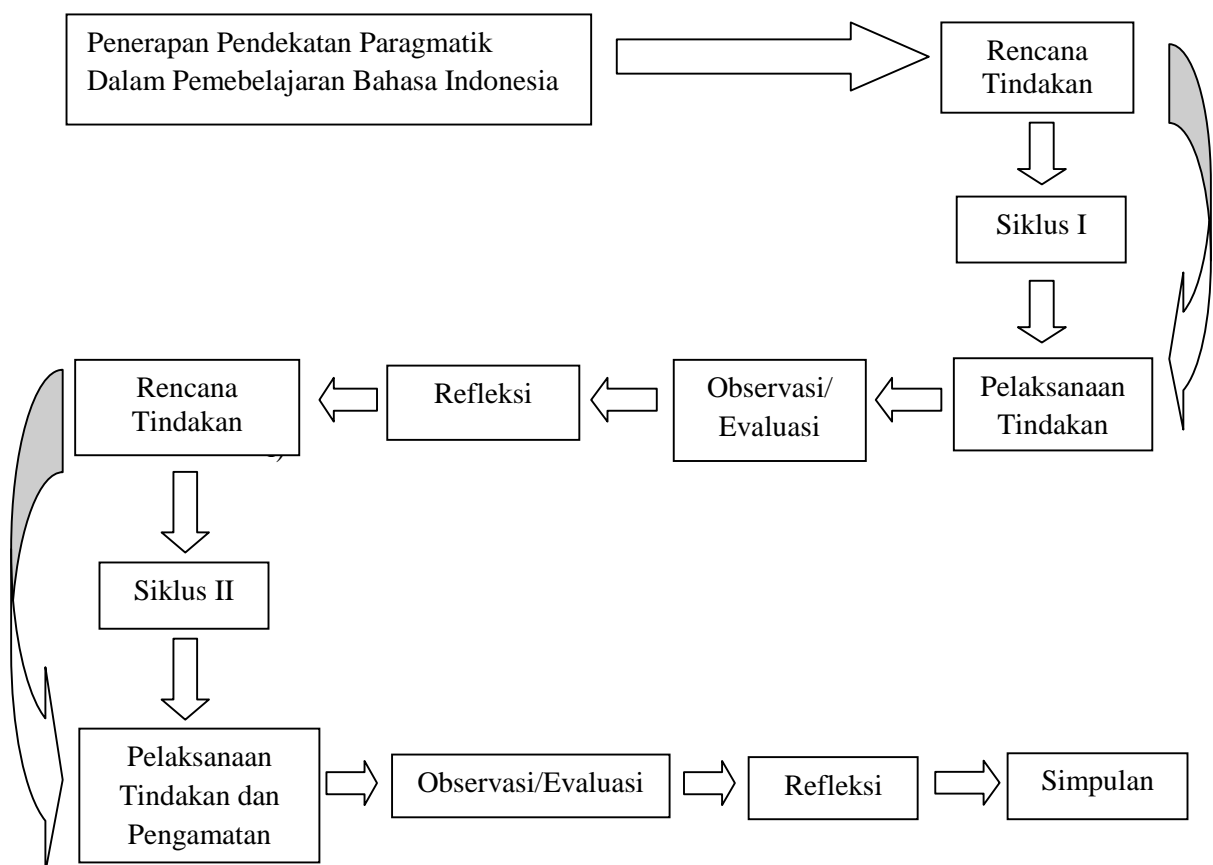 Penerapan Pendekatan Paragmatik
Dalam Pemebelajaran Bahasa Indonesia
Rencana
Tindakan
Siklus I
Pelaksanaan
Tindakan
Observasi/
Evaluasi
Refleksi
Rencana
Tindakan
Siklus II
Pelaksanaan
Tindakan dan
Pengamatan
Observasi/Evaluasi
Refleksi
Simpulan